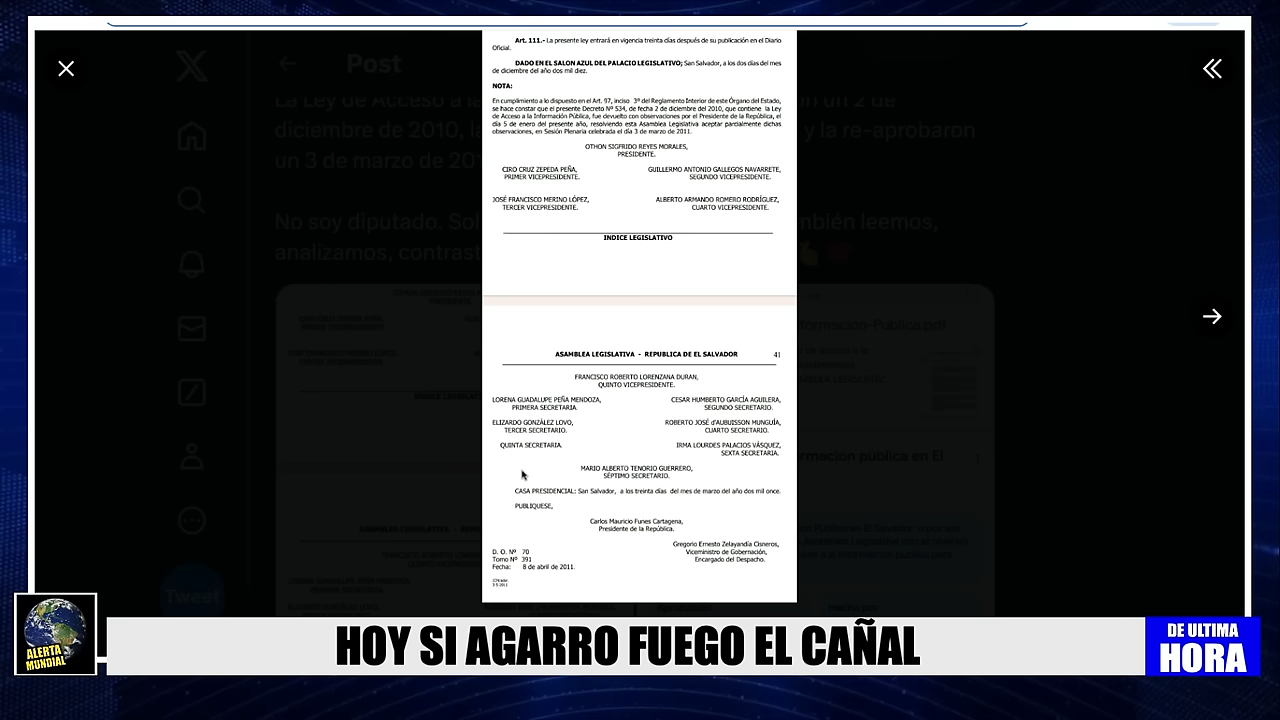 Post
La Ley de Acceso a la
n un 2 de
diciembre de 2010, la
y la re-aprobaron
un 3 de marzo de 20
No soy diputado. Sol
mbién leemos,
analizamos, contrast
Tweet
Art. 111.- La presente ley entrará en vigencia treinta días después de su publicación en el Diario
Oficial.
DADO EN EL SALON AZUL DEL PALACIO LEGISLATIVO; San Salvador, a los dos días del mes
de diciembre del año dos mil diez.
NOTA:
En cumplimiento a lo dispuesto en el Art. 97, inciso 3º del Reglamento Interior de este Órgano del Estado,
se hace constar que el presente Decreto Nº 534, de fecha 2 de diciembre del 2010, que contiene la Ley
de Acceso a la Información Pública, fue devuelto con observaciones por el Presidente de la República, el
día 5 de enero del presente año, resolviendo esta Asamblea Legislativa aceptar parcialmente dichas
observaciones, en Sesión Plenaria celebrada el día 3 de marzo de 2011.
OTHON SIGFRIDO REYES MORALES,
PRESIDENTE.
CIRO CRUZ ZEPEDA PEÑA, GUILLERMO ANTONIO GALLEGOS NAVARRETE,
PRIMER VICEPRESIDENTE. SEGUNDO VICEPRESIDENTE.
JOSÉ FRANCISCO MERINO LÓPEZ, ALBERTO ARMANDO ROMERO RODRÍGUEZ,
TERCER VICEPRESIDENTE. CUARTO VICEPRESIDENTE.
INDICE LEGISLATIVO
ASAMBLEA LEGISLATIVA - REPUBLICA DE EL SALVADOR 41
FRANCISCO ROBERTO LORENZANA DURAN,
QUINTO VICEPRESIDENTE.
LORENA GUADALUPE PEÑA MENDOZA, CESAR HUMBERTO GARCÍA AGUILERA,
PRIMERA SECRETARIA. SEGUNDO SECRETARIO.
ELIZARDO GONZÁLEZ LOVO, ROBERTO JOSÉ d'AUBUISSON MUNGUÍA,
TERCER SECRETARIO. CUARTO SECRETARIO.
QUINTA SECRETARIA. IRMA LOURDES PALACIOS VÁSQUEZ,
SEXTA SECRETARIA.
MARIO ALBERTO TENORIO GUERRERO,
SÉPTIMO SECRETARIO.
CASA PRESIDENCIAL: San Salvador, a los treinta días del mes de marzo del año dos mil once.
PUBLIQUESE,
Carlos Mauricio Funes Cartagena,
Presidente de la República.
Gregorio Ernesto Zelayandía Cisneros,
Viceministro de Gobernación,
Encargado del Despacho.
D. O. Nº 70
Tomo Nº 391
Fecha: 8 de abril de 2011.
formacion-Publica.pdf
rmacion pública en El
ALERTA
MUNDIAL
HOY SI AGARRO FUEGO EL CAÑAL
DE ULTIMA
HORA